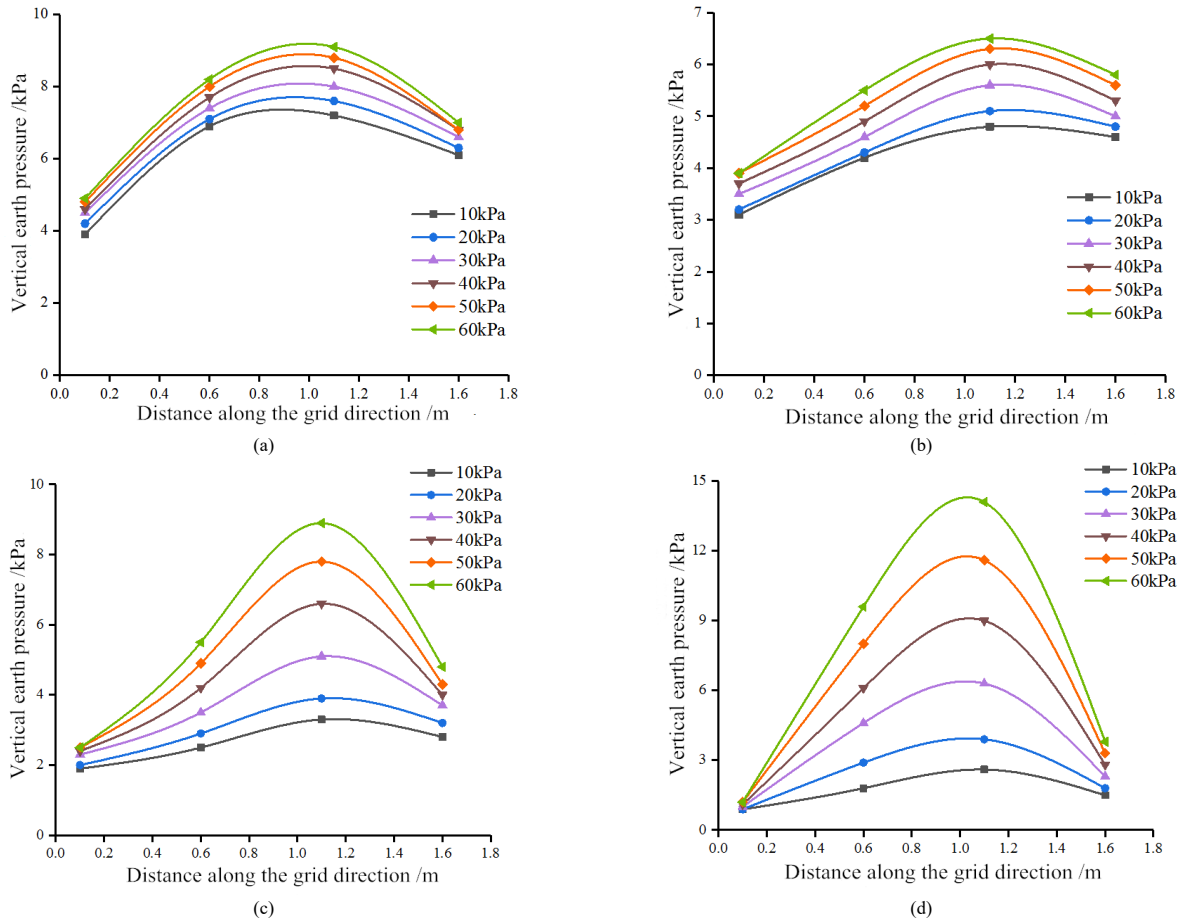 10
8
6
4
2
0
Vertical earth pressure /kPa
10kPa
20kPa
30kPa
40kPa
50kPa
60kPa
0.0 0.2 0.4 0.6 0.8 1.0 1.2 1.4 1.6 1.8
Distance along the grid direction /m
(a)
7
6
5
4
3
2
1
0
Vertical earth pressure /kPa
10kPa
20kPa
30kPa
40kPa
50kPa
60kPa
0.0 0.2 0.4 0.6 0.8 1.0 1.2 1.4 1.6 1.8
Distance along the grid direction /m
(b)
10
8
6
4
2
0
Vertical earth pressure /kPa
10kPa
20kPa
30kPa
40kPa
50kPa
60kPa
0.0 0.2 0.4 0.6 0.8 1.0 1.2 1.4 1.6 1.8
Distance along the grid direction /m
(c)
15
12
9
6
3
0
Vertical earth pressure /kPa
10kPa
20kPa
30kPa
40kPa
50kPa
60kPa
0.0 0.2 0.4 0.6 0.8 1.0 1.2 1.4 1.6 1.8
Distance along the grid direction /m
(d)